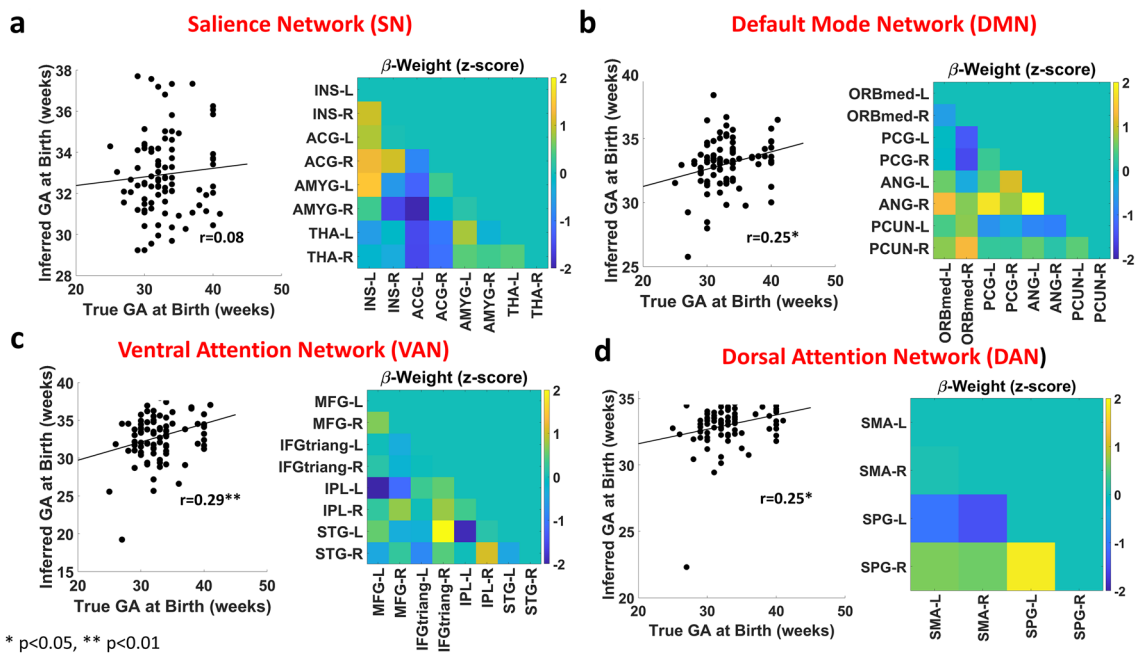 a
Salience Network (SN)
β-Weight (z-score)
Inferred GA at Birth (weeks)
38
36
34
32
30
28
20
30
40
50
r=0.08
True GA at Birth (weeks)
INS-L
INS-R
ACG-L
ACG-R
AMYG-L
AMYG-R
THA-L
THA-R
INS-L
INS-R
ACG-L
ACG-R
AMYG-L
AMYG-R
THA-L
THA-R
2
1
0
-1
-2
b
Default Mode Network (DMN)
β-Weight (z-score)
Inferred GA at Birth (weeks)
40
35
30
25
20
30
40
50
r=0.25*
True GA at Birth (weeks)
ORBmed-L
ORBmed-R
PCG-L
PCG-R
ANG-L
ANG-R
PCUN-L
PCUN-R
ORBmed-L
ORBmed-R
PCG-L
PCG-R
ANG-L
ANG-R
PCUN-L
PCUN-R
2
1
0
-1
-2
c
Ventral Attention Network (VAN)
β-Weight (z-score)
Inferred GA at Birth (weeks)
40
35
30
25
20
15
20
30
40
50
r=0.29**
True GA at Birth (weeks)
MFG-L
MFG-R
IFGtriang-L
IFGtriang-R
IPL-L
IPL-R
STG-L
STG-R
MFG-L
MFG-R
IFGtriang-L
IFGtriang-R
IPL-L
IPL-R
STG-L
STG-R
2
1
0
-1
-2
d
Dorsal Attention Network (DAN)
β-Weight (z-score)
Inferred GA at Birth (weeks)
35
30
25
20
20
30
40
50
r=0.25*
True GA at Birth (weeks)
SMA-L
SMA-R
SPG-L
SPG-R
SMA-L
SMA-R
SPG-L
SPG-R
2
1
0
-1
-2
* p<0.05, ** p<0.01